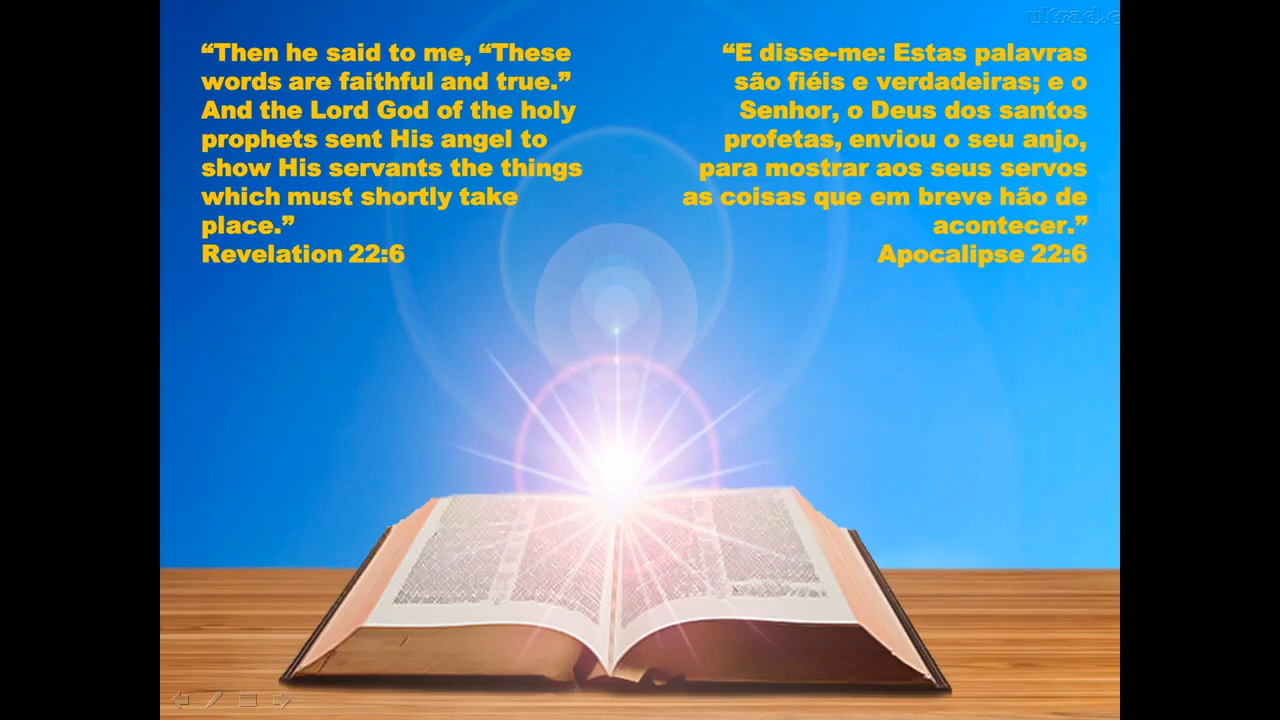 “Then he said to me, “These
words are faithful and true.”
And the Lord God of the holy
prophets sent His angel to
show His servants the things
which must shortly take
place.”
Revelation 22:6
“E disse-me: Estas palavras
são fiéis e verdadeiras; e o
Senhor, o Deus dos santos
profetas, enviou o seu anjo,
para mostrar aos seus servos
as coisas que em breve hão de
acontecer.”
Apocalipse 22:6